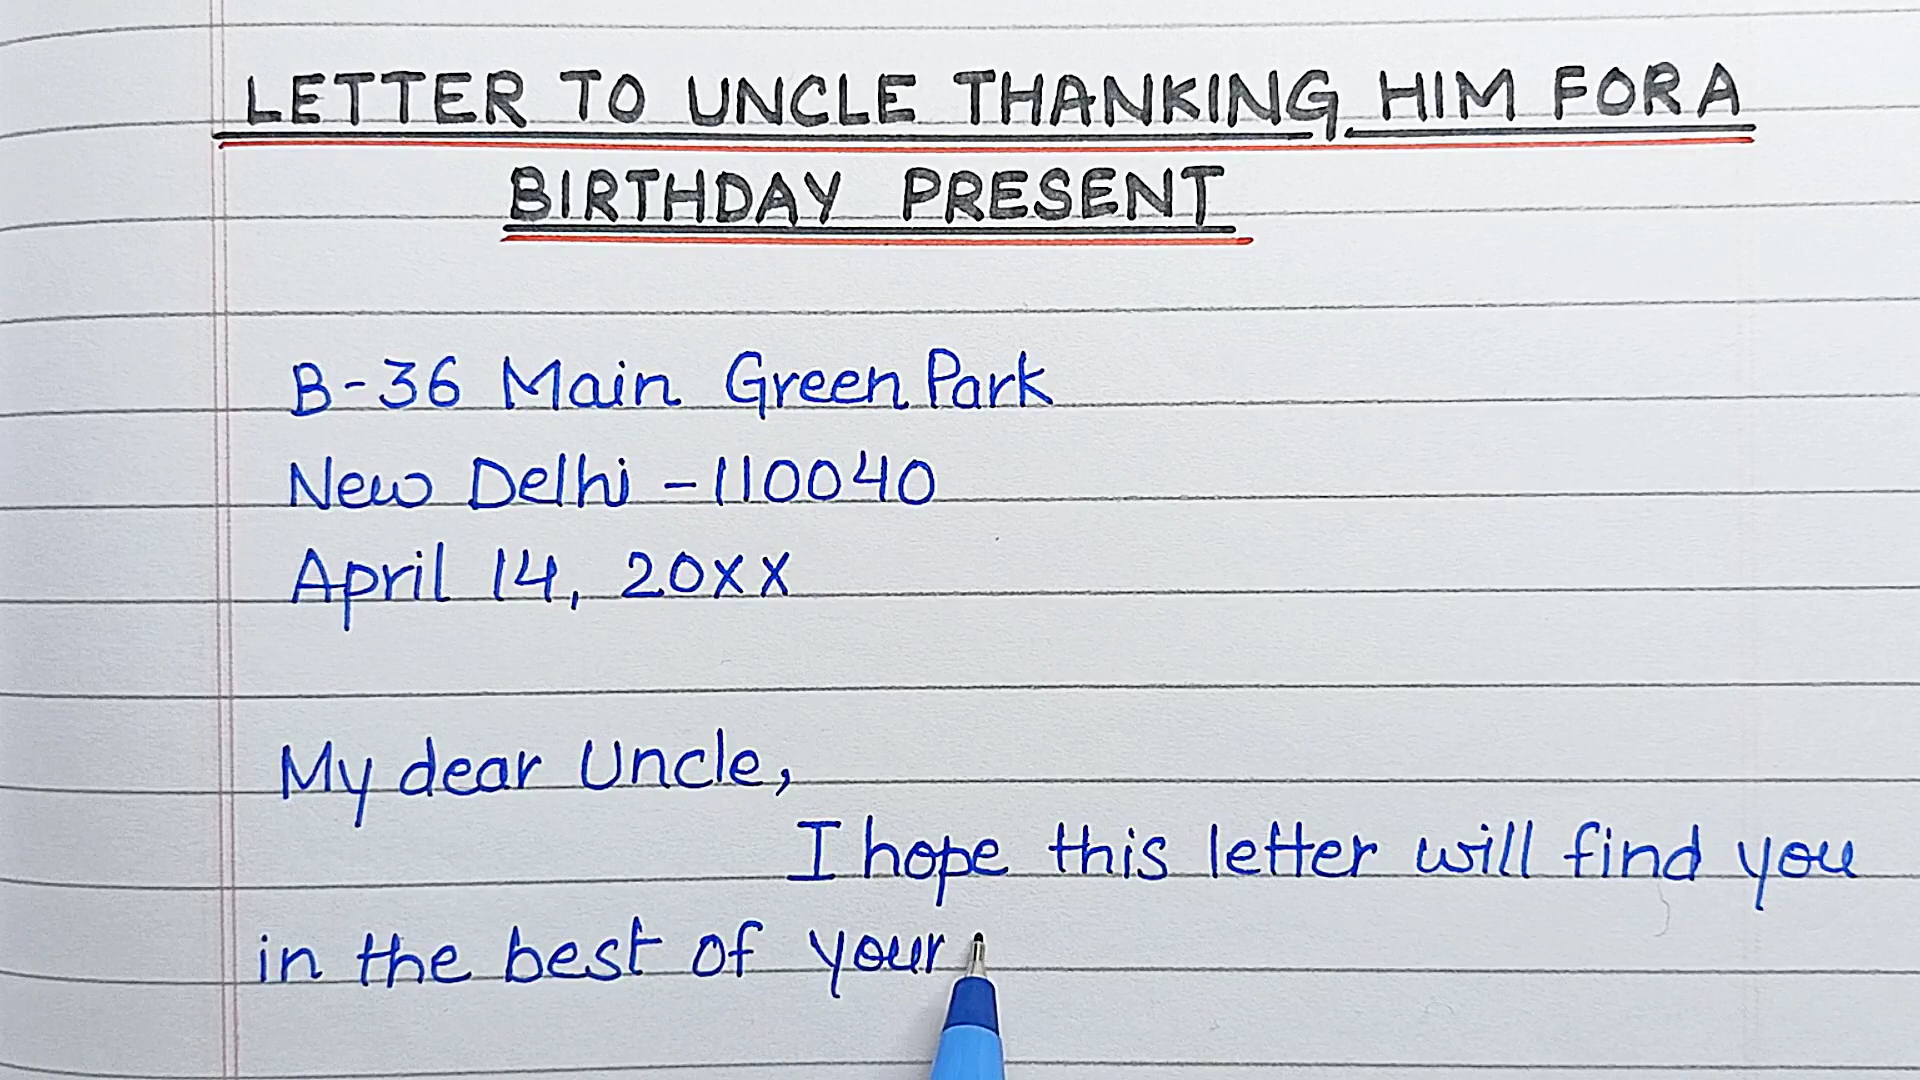 LETTER TO UNCLE THANKING HIM FOR A
BIRTHDAY PRESENT
B-36 Main Green Park
New Delhi - 110040
April 14, 20XX
My dear Uncle,
I hope this letter will find you
in the best of your